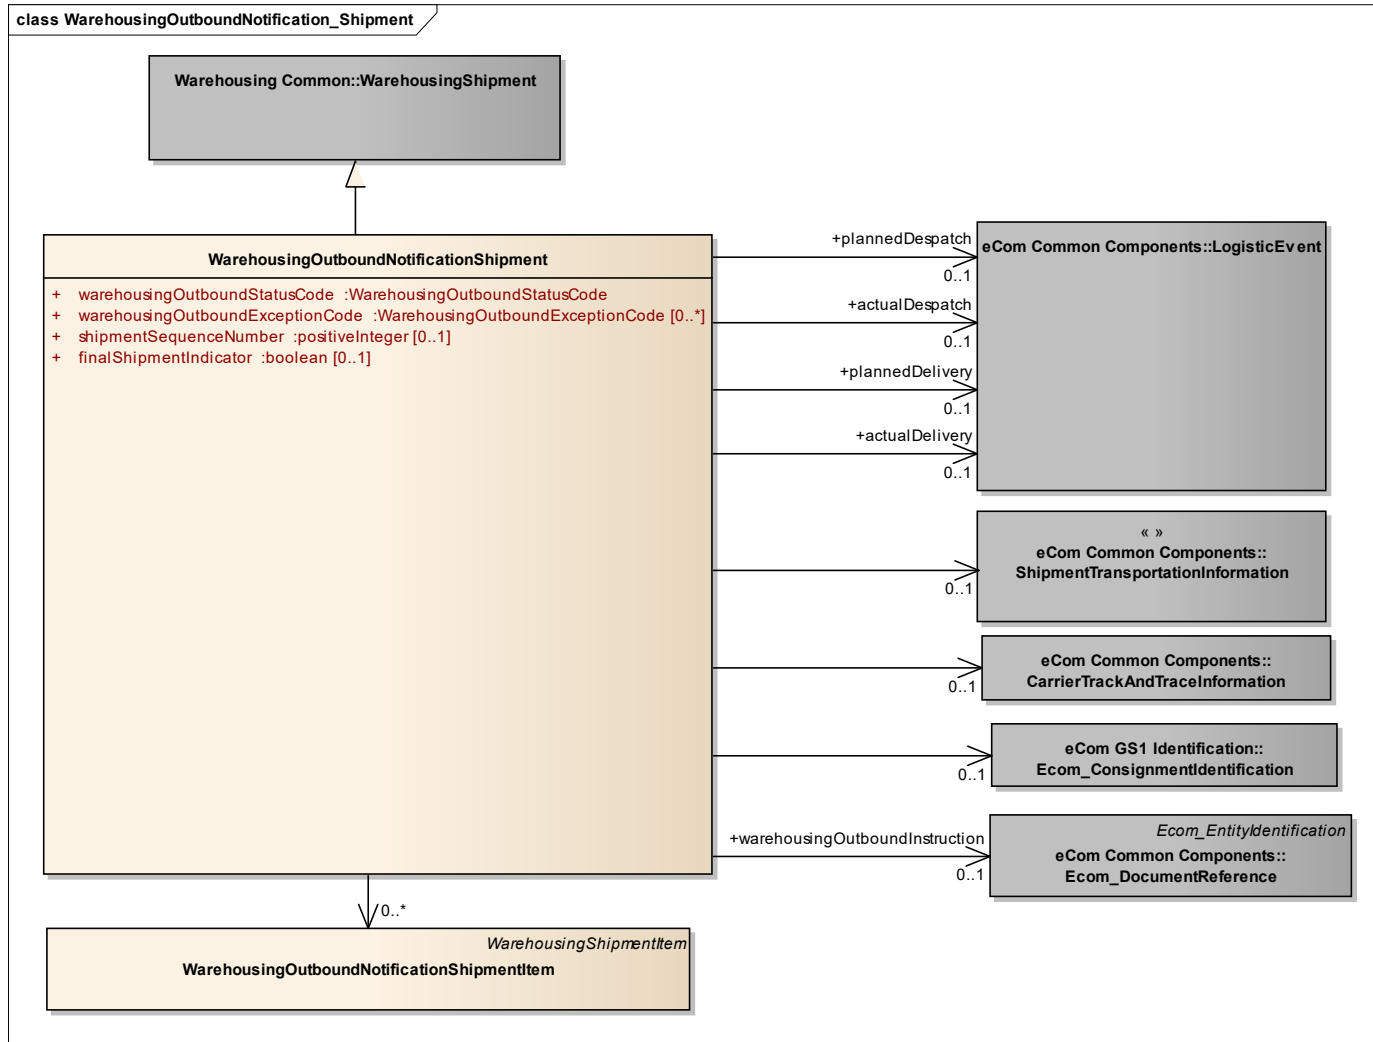 class WarehousingOutboundNotification_Shipment
Warehousing Common::WarehousingShipment
WarehousingOutboundNotificationShipment
+ warehousingOutboundStatusCode :WarehousingOutboundStatusCode
+ warehousingOutboundExceptionCode :WarehousingOutboundExceptionCode [0..*]
+ shipmentSequenceNumber :positiveInteger [0..1]
+ finalShipmentIndicator :boolean [0..1]
+plannedDespatch
0..1
+actualDespatch
0..1
+plannedDelivery
0..1
+actualDelivery
0..1
eCom Common Components::LogisticEvent
0..1
« »
eCom Common Components::
ShipmentTransportationInformation
0..1
eCom Common Components::
CarrierTrackAndTraceInformation
0..1
eCom GS1 Identification::
Ecom_ConsignmentIdentification
+warehousingOutboundInstruction
0..1
Ecom_EntityIdentification
eCom Common Components::
Ecom_DocumentReference
0..*
WarehousingShipmentItem
WarehousingOutboundNotificationShipmentItem